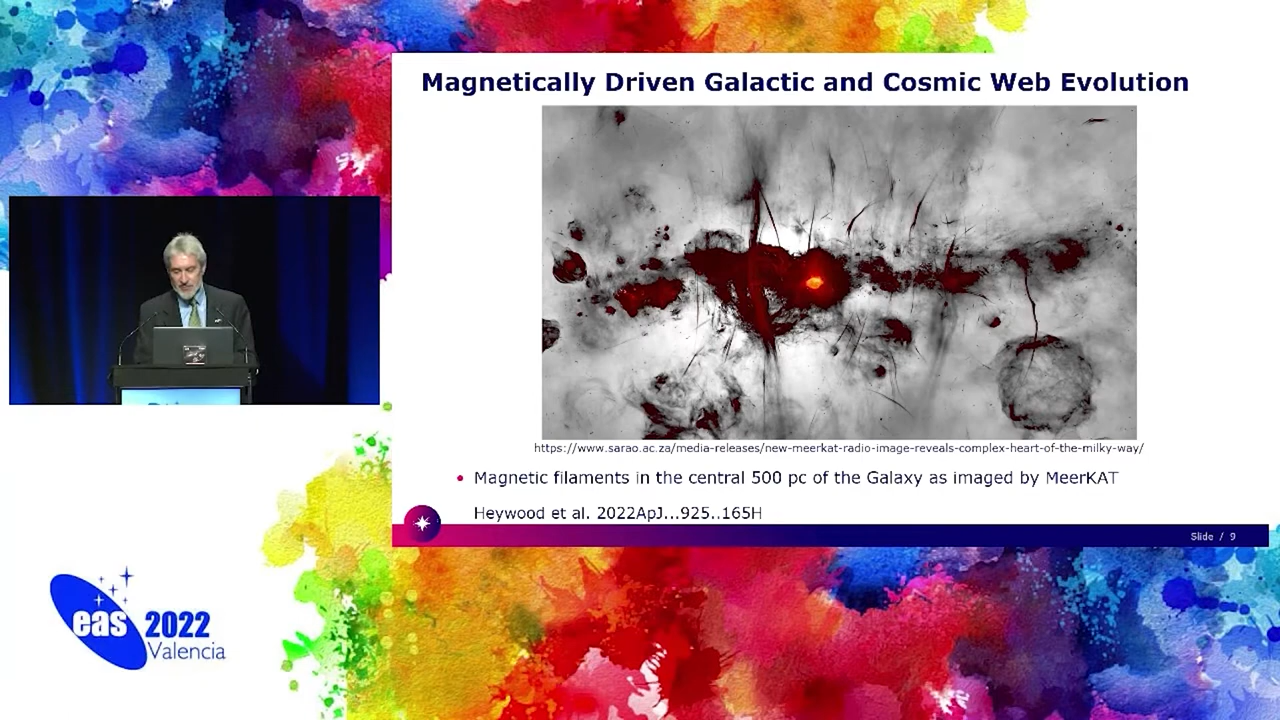 Magnetically Driven Galactic and Cosmic Web Evolution
https://www.sarao.ac.za/media-releases/new-meerkat-radio-image-reveals-complex-heart-of-the-milky-way/
• Magnetic filaments in the central 500 pc of the Galaxy as imaged by MeerKAT
Heywood et al. 2022ApJ...925..165H
Slide / 9
eas 2022
Valencia